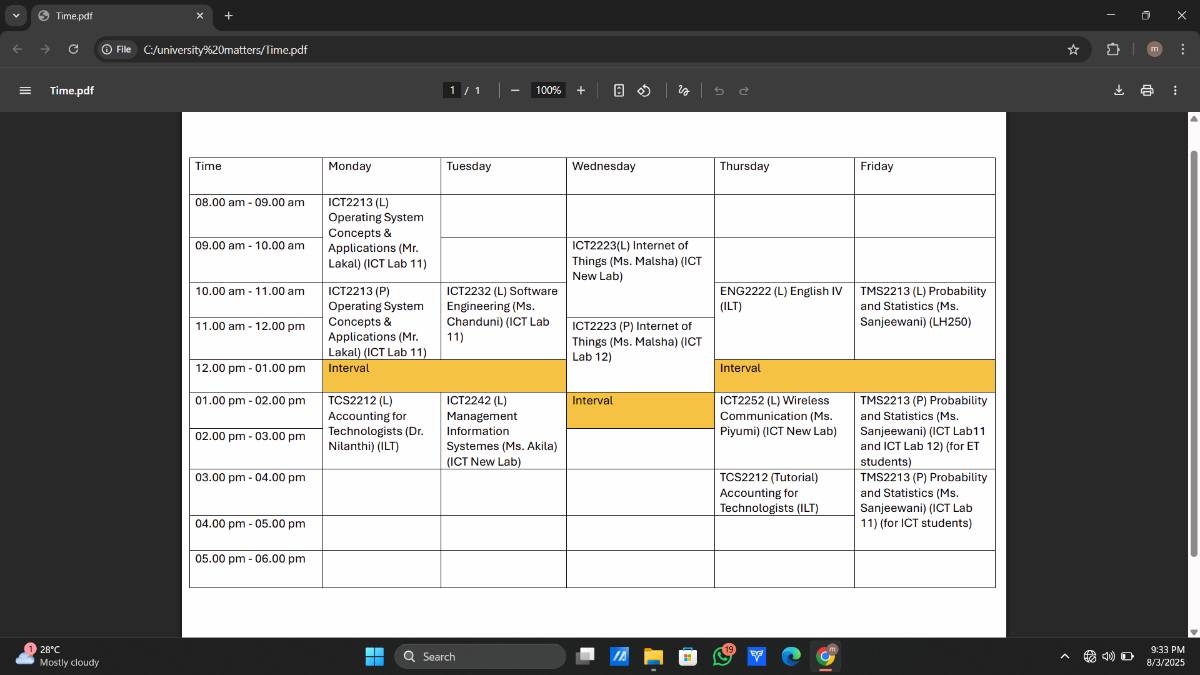 Time.pdf
File
C:/university%20matters/Time.pdf
m
Time.pdf
1 / 1
100%
Time
Monday
Tuesday
Wednesday
Thursday
Friday
08.00 am - 09.00 am
ICT2213 (L)
Operating System
Concepts &
Applications (Mr.
Lakal) (ICT Lab 11)
09.00 am - 10.00 am
ICT2223(L) Internet of
Things (Ms. Malsha) (ICT
New Lab)
10.00 am - 11.00 am
ICT2213 (P)
Operating System
Concepts &
Applications (Mr.
Lakal) (ICT Lab 11)
ICT2232 (L) Software
Engineering (Ms.
Chanduni) (ICT Lab
11)
ENG2222 (L) English IV
(ILT)
TMS2213 (L) Probability
and Statistics (Ms.
Sanjeewani) (LH250)
11.00 am - 12.00 pm
ICT2223 (P) Internet of
Things (Ms. Malsha) (ICT
Lab 12)
12.00 pm - 01.00 pm
Interval
Interval
01.00 pm - 02.00 pm
TCS2212 (L)
Accounting for
Technologists (Dr.
Nilanthi) (ILT)
ICT2242 (L)
Management
Information
Systemes (Ms. Akila)
(ICT New Lab)
Interval
ICT2252 (L) Wireless
Communication (Ms.
Piyumi) (ICT New Lab)
TMS2213 (P) Probability
and Statistics (Ms.
Sanjeewani) (ICT Lab11
and ICT Lab 12) (for ET
students)
02.00 pm - 03.00 pm
03.00 pm - 04.00 pm
TCS2212 (Tutorial)
Accounting for
Technologists (ILT)
TMS2213 (P) Probability
and Statistics (Ms.
Sanjeewani) (ICT Lab
11) (for ICT students)
04.00 pm - 05.00 pm
05.00 pm - 06.00 pm
1
28°C
Mostly cloudy
Search
19
m
9:33 PM
8/3/2025